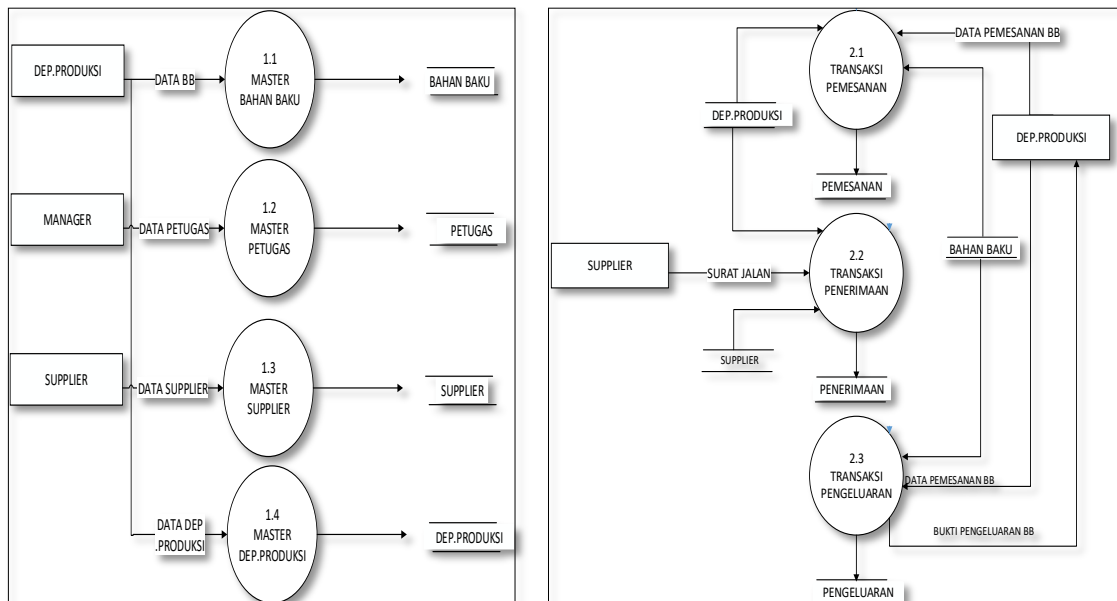 DEP.PRODUKSI
DATA BB
1.1
MASTER
BAHAN BAKU
BAHAN BAKU
MANAGER
DATA PETUGAS
1.2
MASTER
PETUGAS
PETUGAS
SUPPLIER
DATA SUPPLIER
1.3
MASTER
SUPPLIER
SUPPLIER
DATA DEP
.PRODUKSI
1.4
MASTER
DEP.PRODUKSI
DEP.PRODUKSI
2.1
TRANSAKSI
PEMESANAN
DATA PEMESANAN BB
DEP.PRODUKSI
DEP.PRODUKSI
PEMESANAN
SUPPLIER
SURAT JALAN
2.2
TRANSAKSI
PENERIMAAN
BAHAN BAKU
SUPPLIER
PENERIMAAN
2.3
TRANSAKSI
PENGELUARAN
DATA PEMESANAN BB
BUKTI PENGELUARAN BB
PENGELUARAN